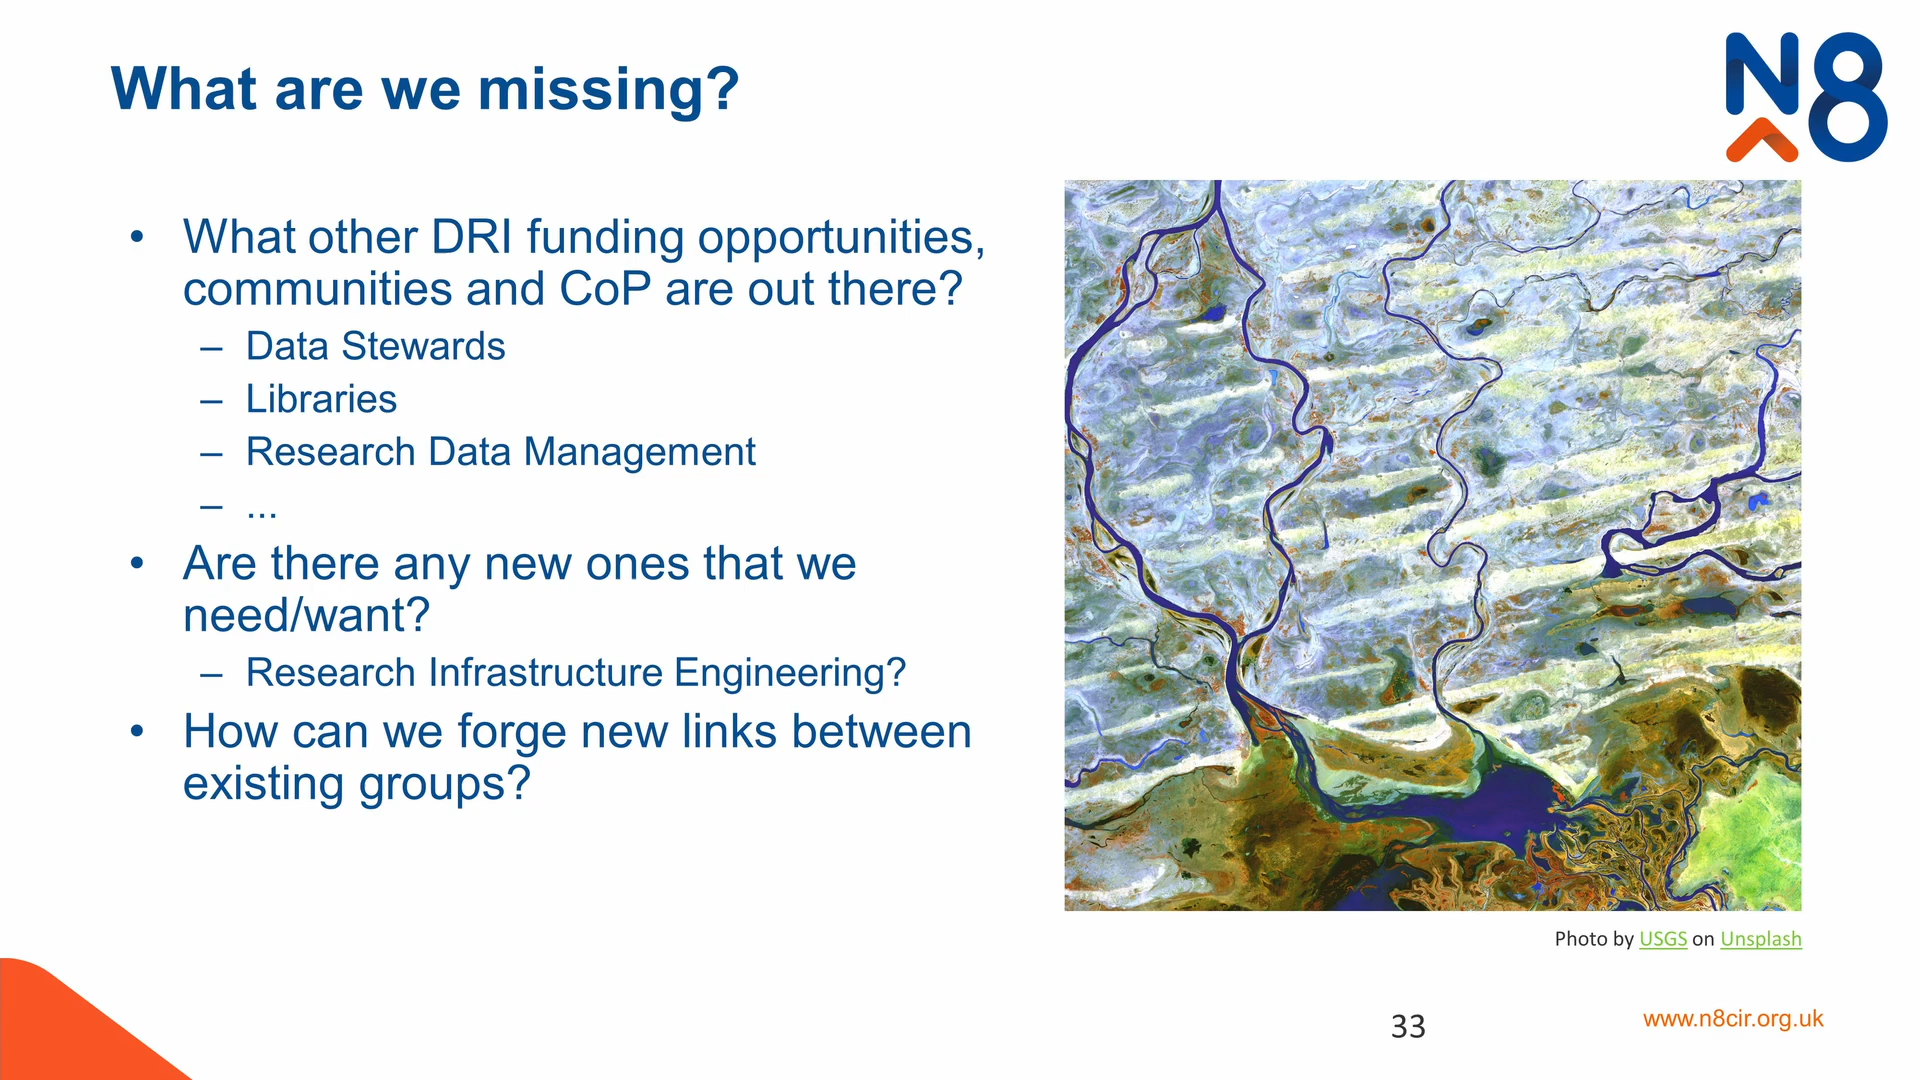 What are we missing?
N8
• What other DRI funding opportunities,
communities and CoP are out there?
– Data Stewards
– Libraries
– Research Data Management
– ...
• Are there any new ones that we
need/want?
– Research Infrastructure Engineering?
• How can we forge new links between
existing groups?
Photo by USGS on Unsplash
33
www.n8cir.org.uk